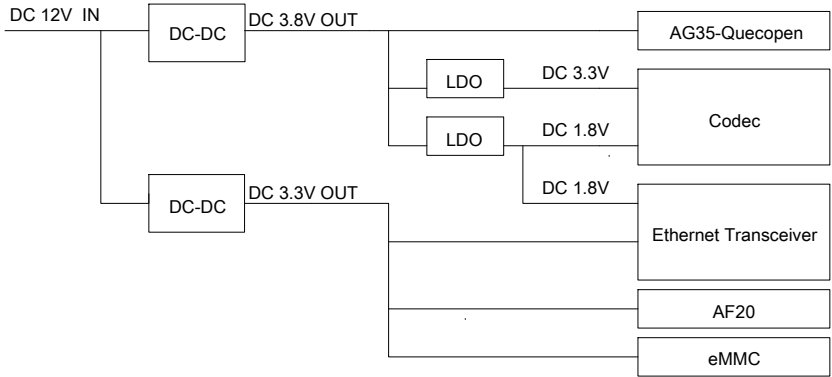 DC 12V IN
DC-DC
DC 3.8V OUT
AG35-Quecopen
LDO
DC 3.3V
Codec
LDO
DC 1.8V
DC 1.8V
DC-DC
DC 3.3V OUT
Ethernet Transceiver
AF20
eMMC